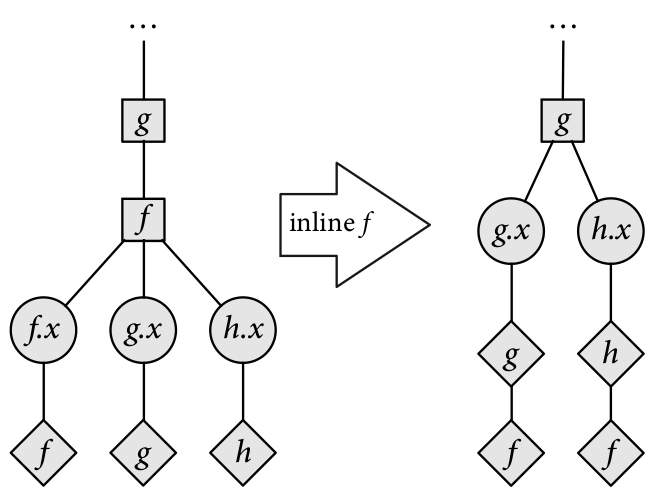 ... ...
g g
f
inline f
g.x h.x
f.x g.x h.x
g h
f g h f f